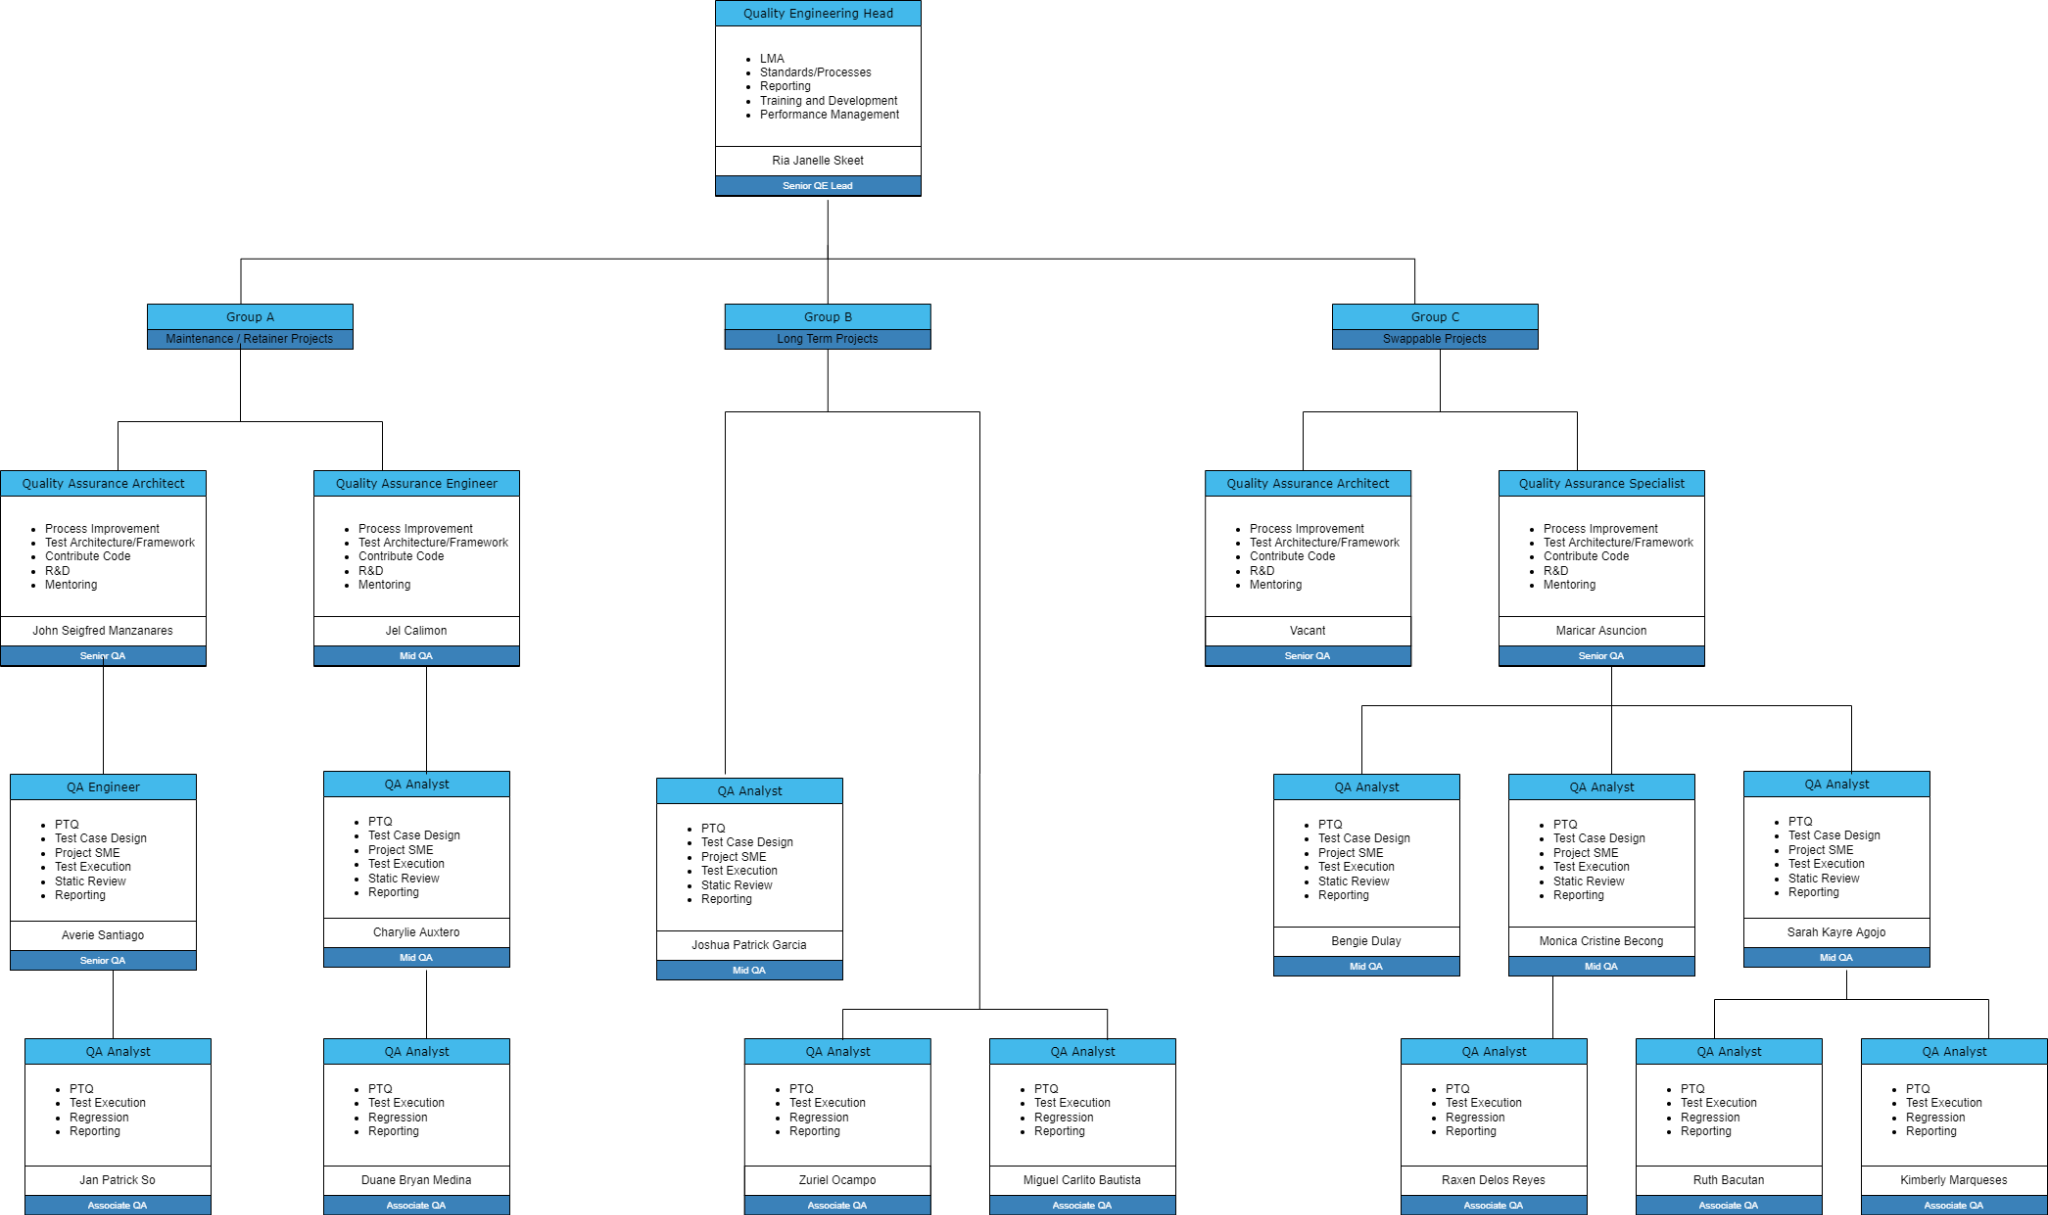 Quality Engineering Head
LMA
Standards/Processes
Reporting
Training and Development
Performance Management
Ria Janelle Skeet
Senior QE Lead
Group A
Maintenance / Retainer Projects
Group B
Long Term Projects
Group C
Swappable Projects
Quality Assurance Architect
Process Improvement
Test Architecture/Framework
Contribute Code
R&D
Mentoring
John Seigfred Manzanares
Senior QA
Quality Assurance Engineer
Process Improvement
Test Architecture/Framework
Contribute Code
R&D
Mentoring
Jel Calimon
Mid QA
Quality Assurance Architect
Process Improvement
Test Architecture/Framework
Contribute Code
R&D
Mentoring
Vacant
Senior QA
Quality Assurance Specialist
Process Improvement
Test Architecture/Framework
Contribute Code
R&D
Mentoring
Maricar Asuncion
Senior QA
QA Engineer
PTQ
Test Case Design
Project SME
Test Execution
Static Review
Reporting
Averie Santiago
Senior QA
QA Analyst
PTQ
Test Case Design
Project SME
Test Execution
Static Review
Reporting
Charylie Auxtero
Mid QA
QA Analyst
PTQ
Test Case Design
Project SME
Test Execution
Static Review
Reporting
Joshua Patrick Garcia
Mid QA
QA Analyst
PTQ
Test Case Design
Project SME
Test Execution
Static Review
Reporting
Bengie Dulay
Mid QA
QA Analyst
PTQ
Test Case Design
Project SME
Test Execution
Static Review
Reporting
Monica Cristine Becong
Mid QA
QA Analyst
PTQ
Test Case Design
Project SME
Test Execution
Static Review
Reporting
Sarah Kayre Agojo
Mid QA
QA Analyst
PTQ
Test Execution
Regression
Reporting
Jan Patrick So
Associate QA
QA Analyst
PTQ
Test Execution
Regression
Reporting
Duane Bryan Medina
Associate QA
QA Analyst
PTQ
Test Execution
Regression
Reporting
Zuriel Ocampo
Associate QA
QA Analyst
PTQ
Test Execution
Regression
Reporting
Miguel Carlito Bautista
Associate QA
QA Analyst
PTQ
Test Execution
Regression
Reporting
Raxen Delos Reyes
Associate QA
QA Analyst
PTQ
Test Execution
Regression
Reporting
Ruth Bacutan
Associate QA
QA Analyst
PTQ
Test Execution
Regression
Reporting
Kimberly Marqueses
Associate QA